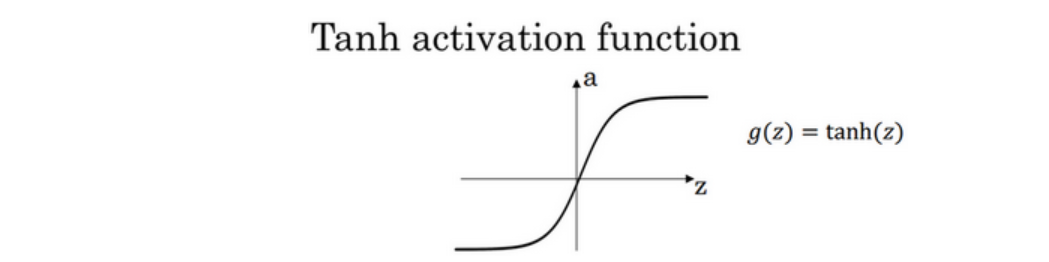 Tanh activation function
a
g(z) = tanh(z)
z